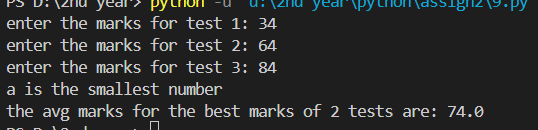 PS D:\2nd year> python -u "d:\2nd year\python\assign2\9.py
enter the marks for test 1: 34
enter the marks for test 2: 64
enter the marks for test 3: 84
a is the smallest number
the avg marks for the best marks of 2 tests are: 74.0
PS D:\2nd year>